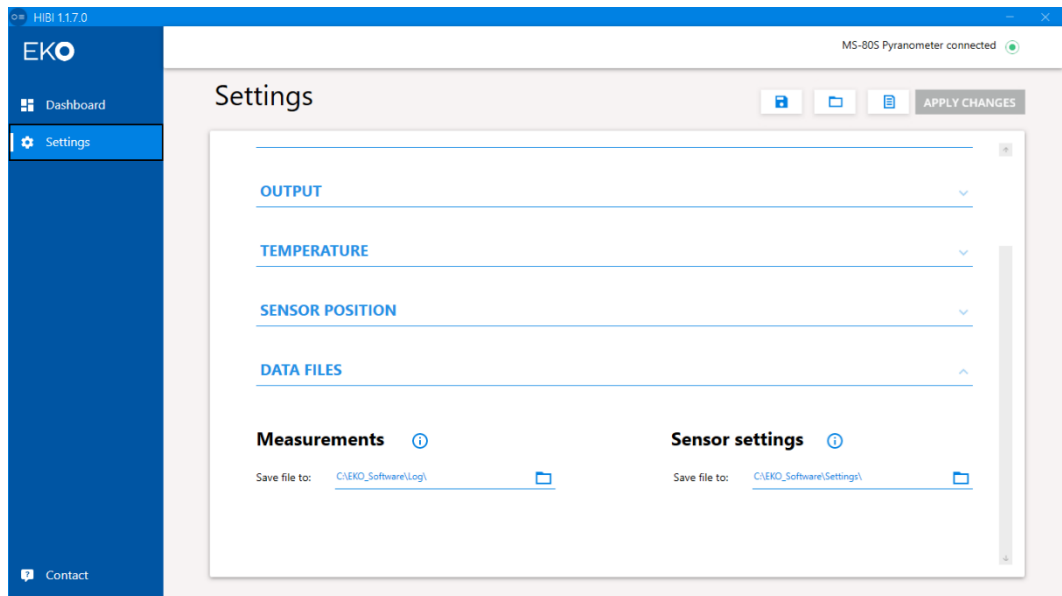 HIBI 1.1.7.0
EKO
MS-80S Pyranometer connected
Dashboard
Settings
Contact
Settings
APPLY CHANGES
OUTPUT
TEMPERATURE
SENSOR POSITION
DATA FILES
Measurements
Save file to: C:\EKO_Software\Log\
Sensor settings
Save file to: C:\EKO_Software\Settings\